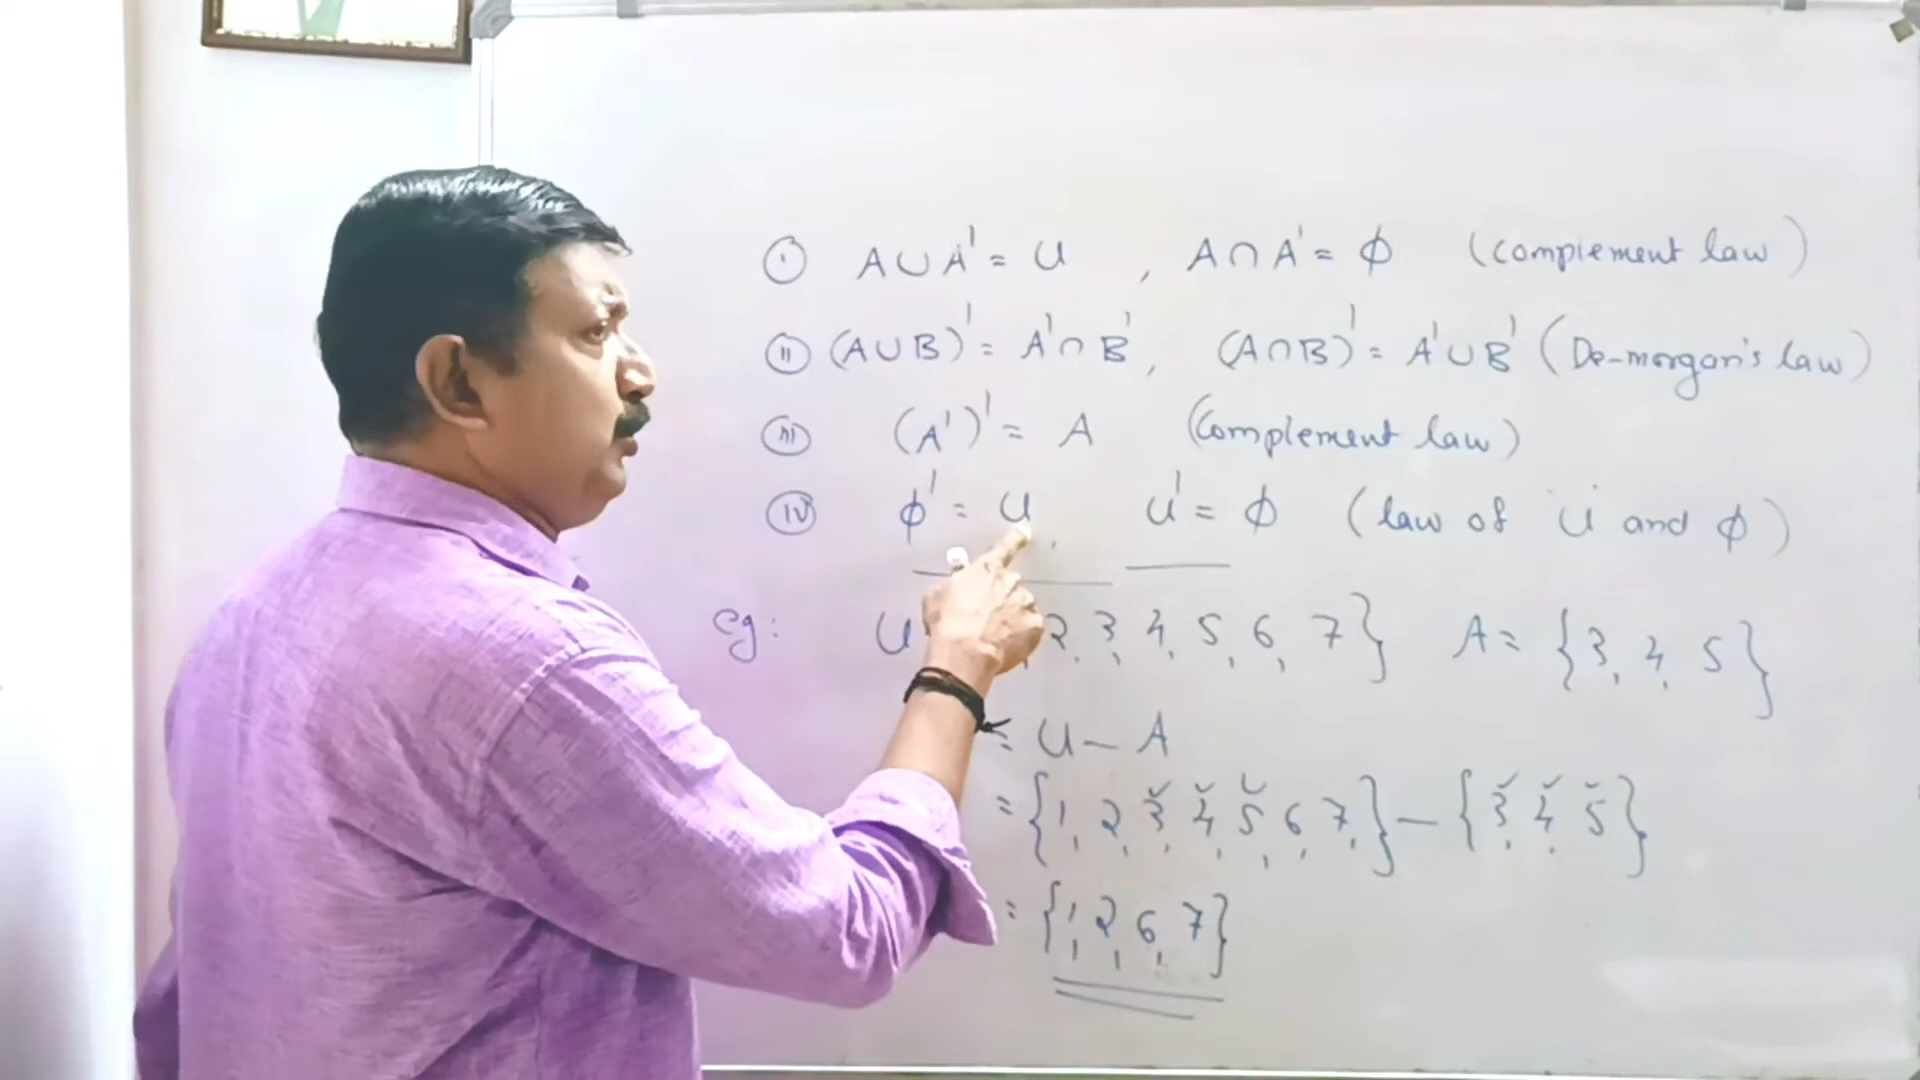 (i) A∪A' = U , A∩A' = ϕ (complement law)
(ii) (A∪B)' = A'∩B' , (A∩B)' = A'∪B' (De-morgan's law)
(iii) (A')' = A (complement law)
(iv) ϕ' = U , U' = ϕ (law of U and ϕ)
eg: U 2, 3, 4, 5, 6, 7} A = {3, 4, 5}
= U – A
= {1, 2, 3, 4, 5, 6, 7,} – {3, 4, 5}
= {1, 2, 6, 7}